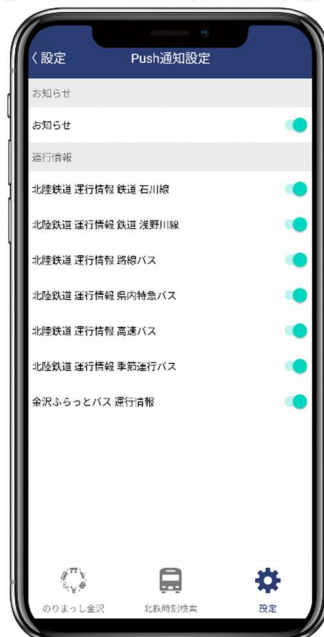 〈 設定
Push通知設定
お知らせ
お知らせ
運行情報
北陸鉄道 運行情報 鉄道 石川線
北陸鉄道 運行情報 鉄道 浅野川線
北陸鉄道 運行情報 路線バス
北陸鉄道 運行情報 県内特急バス
北陸鉄道 運行情報 高速バス
北陸鉄道 運行情報 季節運行バス
金沢ふらっとバス 運行情報
のりまっし金沢
北鉄時刻検索
設定